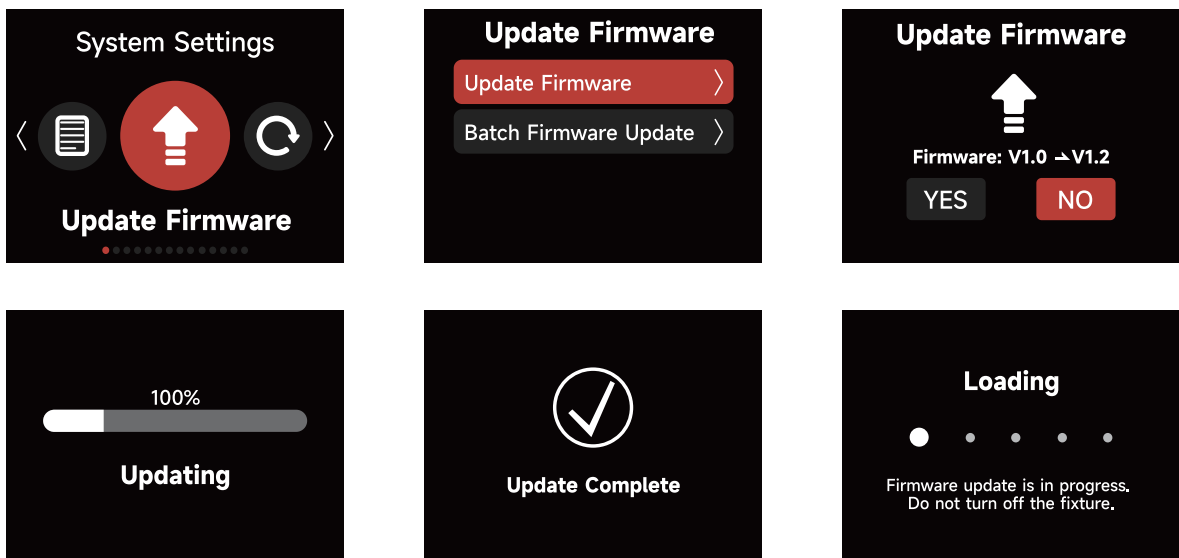 System Settings
Update Firmware
Update Firmware
Update Firmware
Batch Firmware Update
Update Firmware
Firmware: V1.0 ⇀V1.2
YES
NO
100%
Updating
Update Complete
Loading
Firmware update is in progress.
Do not turn off the fixture.